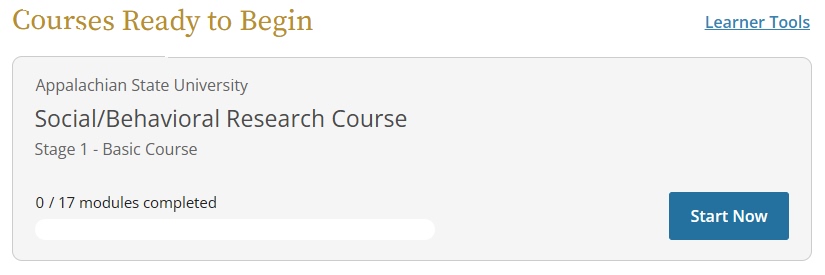 Courses Ready to Begin
Learner Tools
Appalachian State University
Social/Behavioral Research Course
Stage 1 - Basic Course
0 / 17 modules completed
Start Now